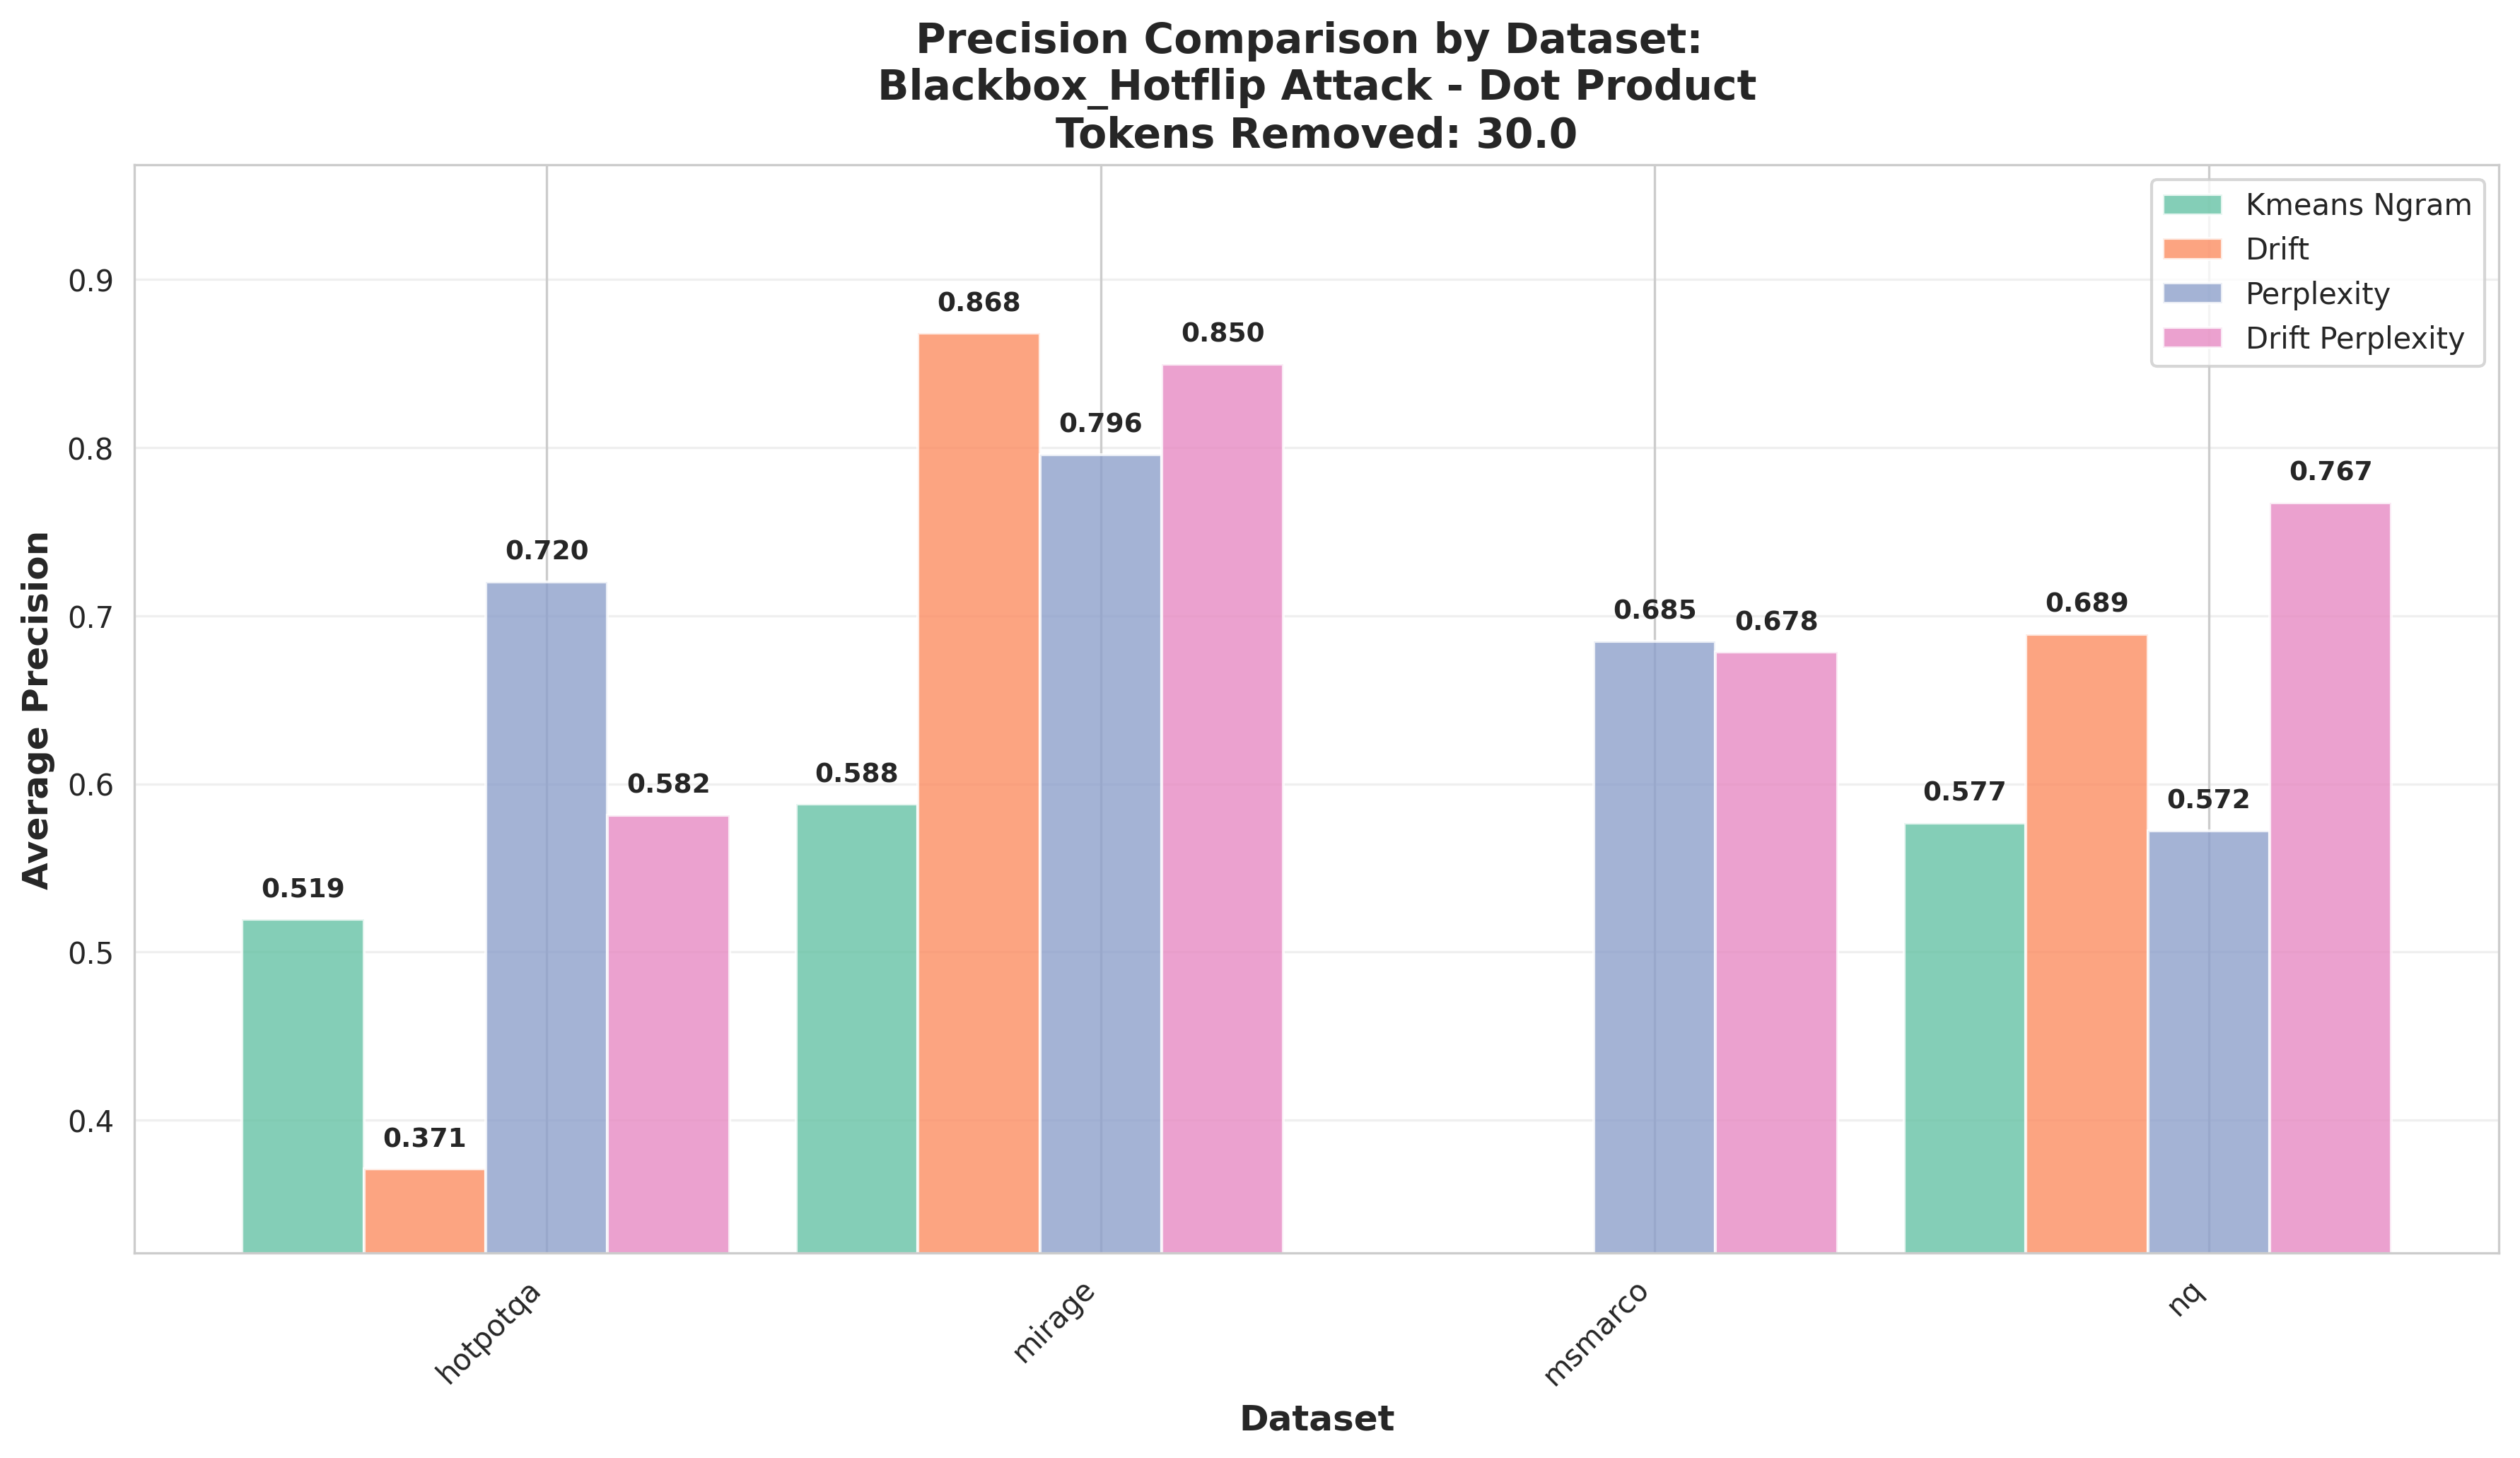 Precision Comparison by Dataset:
Blackbox_Hotflip Attack - Dot Product
Tokens Removed: 30.0
Kmeans Ngram
Drift
Perplexity
Drift Perplexity
Average Precision
0.9
0.8
0.7
0.6
0.5
0.4
0.519
0.371
0.720
0.582
0.588
0.868
0.796
0.850
0.685
0.678
0.577
0.689
0.572
0.767
hotpotqa
mirage
msmarco
nq
Dataset